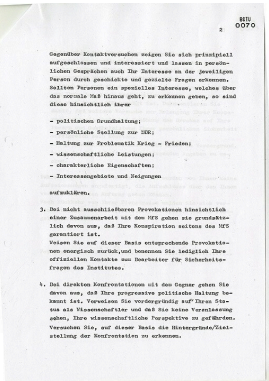 BSTU
0070
2
Gegenüber Kontaktversuchen zeigen Sie sich prinzipiell
aufgeschlossen und interessiert und lassen in persön-
lichen Gesprächen auch Ihr Interesse an der jeweiligen
Person durch geschickte und gezielte Fragen erkennen.
Sollten Personen ein spezielles Interesse, welches über
das normale Maß hinaus geht, zu erkennen geben, so sind
diese hinsichtlich ihrer
- politischen Grundhaltung;
- persönliche Stellung zur DDR;
- Haltung zur Problematik Krieg - Frieden;
- wissenschaftliche Leistungen;
- charakterliche Eigenschaften;
- Interessengebiete und Neigungen
aufzuklären.
3. Bei nicht ausschließbaren Provokationen hinsichtlich
einer Zusammenarbeit mit dem MfS gehen sie grundsätz-
lich davon aus, daß Ihre Konspiration seitens des MfS
garantiert ist.
Weisen Sie auf dieser Basis entsprechende Provokatio-
nen energisch zurück, und benennen Sie lediglich Ihre
offiziellen Kontakte zum Bearbeiter für Sicherheits-
fragen des Institutes.
4. Bei direkten Konfrontationen mit dem Gegner gehen Sie
davon aus, daß Ihre progressive politische Haltung be-
kannt ist. Verweisen Sie vordergründig auf Ihren Sta-
tus als Wissenschaftler und daß Sie keine Veranlassung
sehen, Ihre wissenschaftliche Perspektive zu gefährden.
Versuchen Sie, auf dieser Basis die Hintergründe/Ziel-
stellung der Konfrontation zu erkennen.